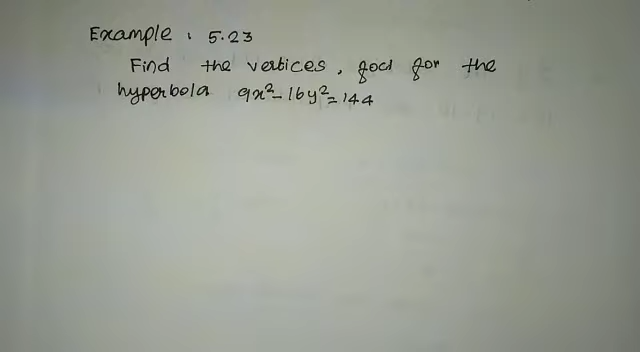 Example : 5.23
Find the vertices, foci for the
hyperbola 9x²-16y²=144